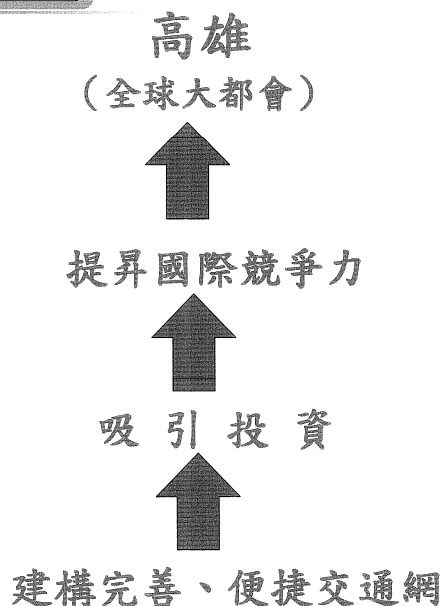 高雄
（全球大都會）
提昇國際競爭力
吸引投資
建構完善、便捷交通網